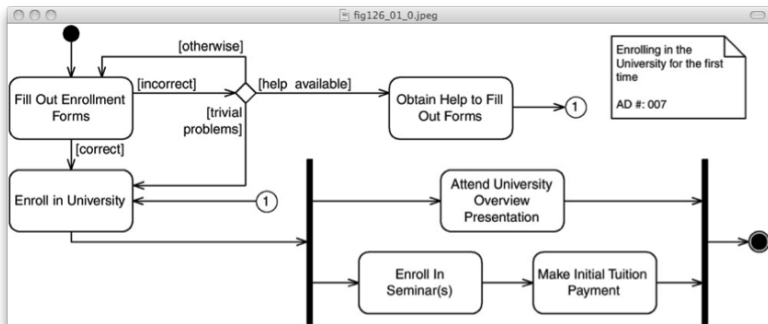 fig126_01_0.jpeg
[otherwise]
Enrolling in the
University for the first
time
AD #: 007
Fill Out Enrollment
Forms
[incorrect]
[help available]
Obtain Help to Fill
Out Forms
1
[trivial
problems]
[correct]
Enroll in University
1
Attend University
Overview
Presentation
Enroll In
Seminar(s)
Make Initial Tuition
Payment